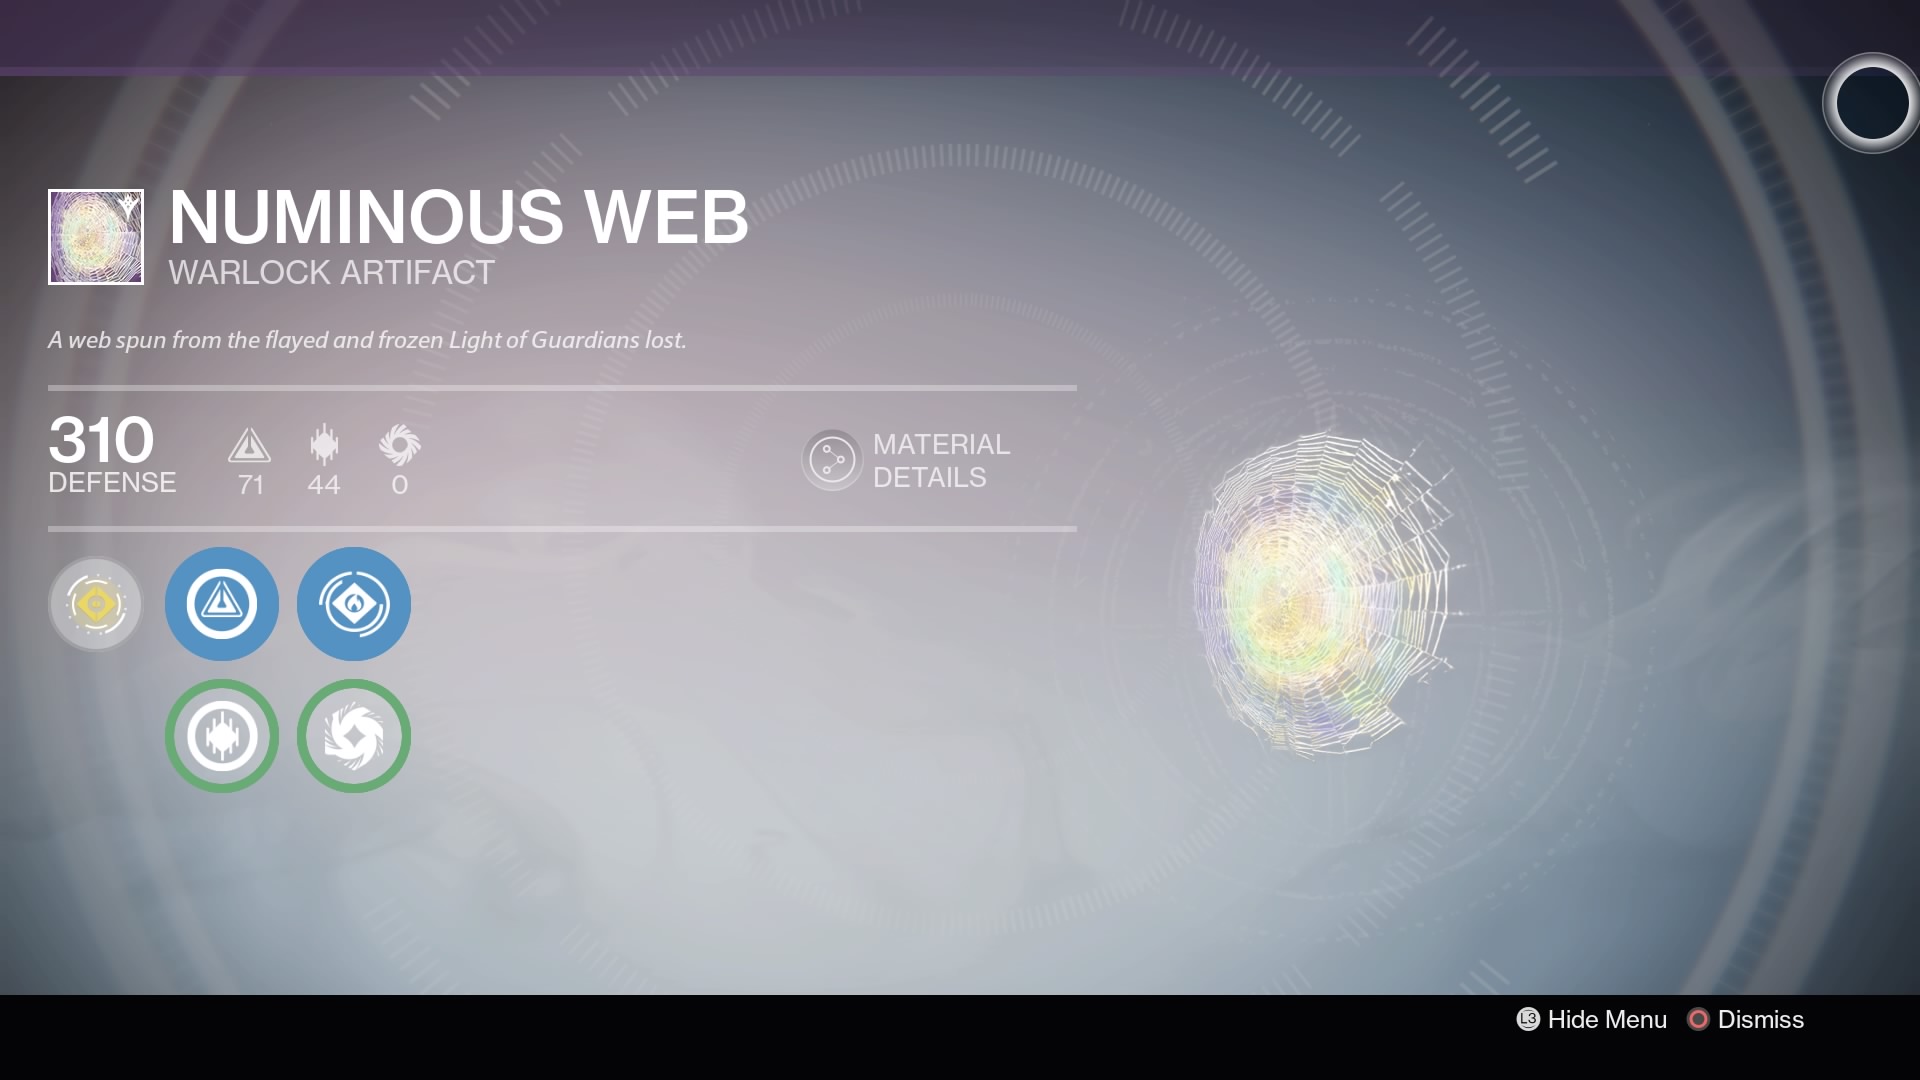 NUMINOUS WEB
WARLOCK ARTIFACT
A web spun from the flayed and frozen Light of Guardians lost.
310
DEFENSE
71 44 0
MATERIAL
DETAILS
L3 Hide Menu Dismiss